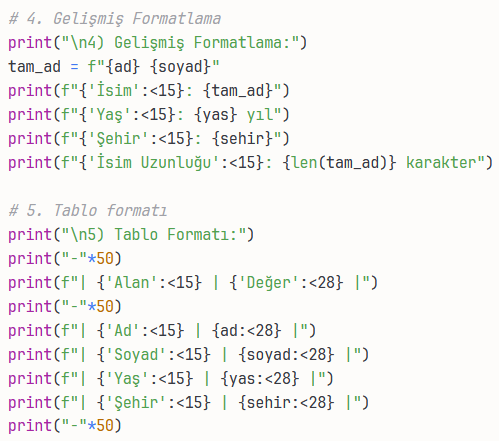 # 4. Gelişmiş Formatlama
print("\n4) Gelişmiş Formatlama:")
tam_ad = f"{ad} {soyad}"
print(f"{'İsim':<15}: {tam_ad}")
print(f"{'Yaş':<15}: {yas} yıl")
print(f"{'Şehir':<15}: {sehir}")
print(f"{'İsim Uzunluğu':<15}: {len(tam_ad)} karakter")
# 5. Tablo formatı
print("\n5) Tablo Formatı:")
print("-"*50)
print(f"| {'Alan':<15} | {'Değer':<28} |")
print("-"*50)
print(f"| {'Ad':<15} | {ad:<28} |")
print(f"| {'Soyad':<15} | {soyad:<28} |")
print(f"| {'Yaş':<15} | {yas:<28} |")
print(f"| {'Şehir':<15} | {sehir:<28} |")
print("-"*50)